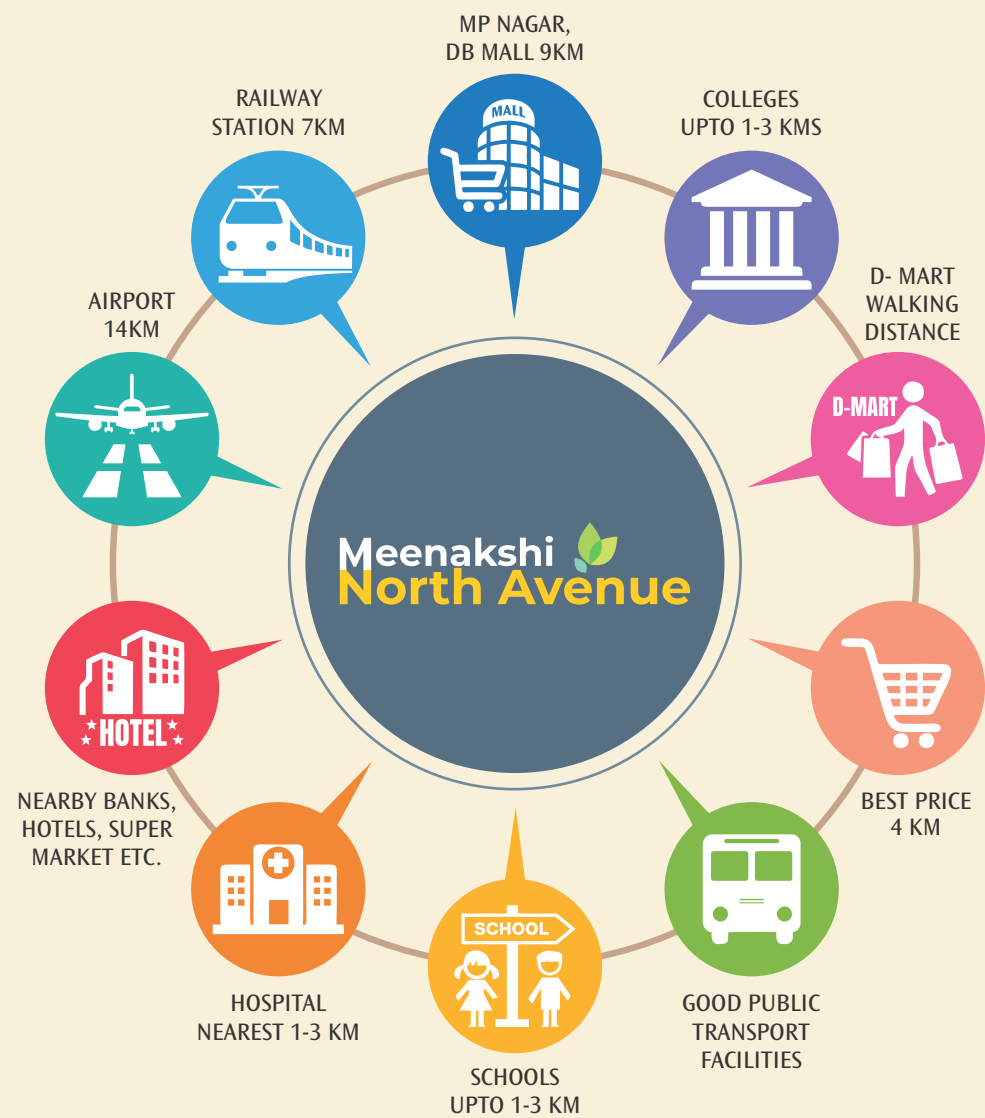 MP NAGAR,
DB MALL 9KM
MALL
COLLEGES
UPTO 1-3 KMS
D- MART
WALKING
DISTANCE
D-MART
BEST PRICE
4 KM
GOOD PUBLIC
TRANSPORT
FACILITIES
SCHOOL
SCHOOLS
UPTO 1-3 KM
HOSPITAL
NEAREST 1-3 KM
HOTEL
NEARBY BANKS,
HOTELS, SUPER
MARKET ETC.
AIRPORT
14KM
RAILWAY
STATION 7KM
Meenakshi
North Avenue